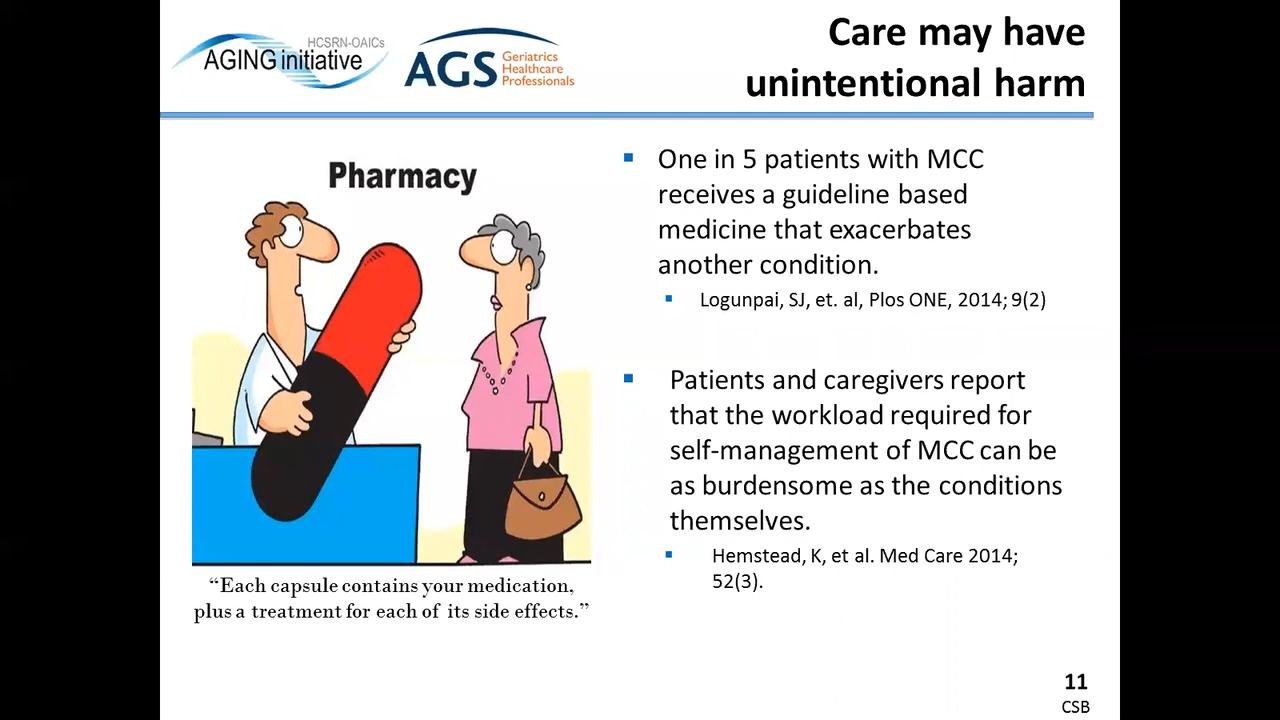 HCSRN-OAICs
AGING initiative
AGS
Geriatrics
Healthcare
Professionals
Care may have
unintentional harm
Pharmacy
“Each capsule contains your medication,
plus a treatment for each of its side effects.”
▪ One in 5 patients with MCC
receives a guideline based
medicine that exacerbates
another condition.
▪ Logunpai, SJ, et. al, Plos ONE, 2014; 9(2)
▪ Patients and caregivers report
that the workload required for
self-management of MCC can be
as burdensome as the conditions
themselves.
▪ Hemstead, K, et al. Med Care 2014;
52(3).
11
CSB